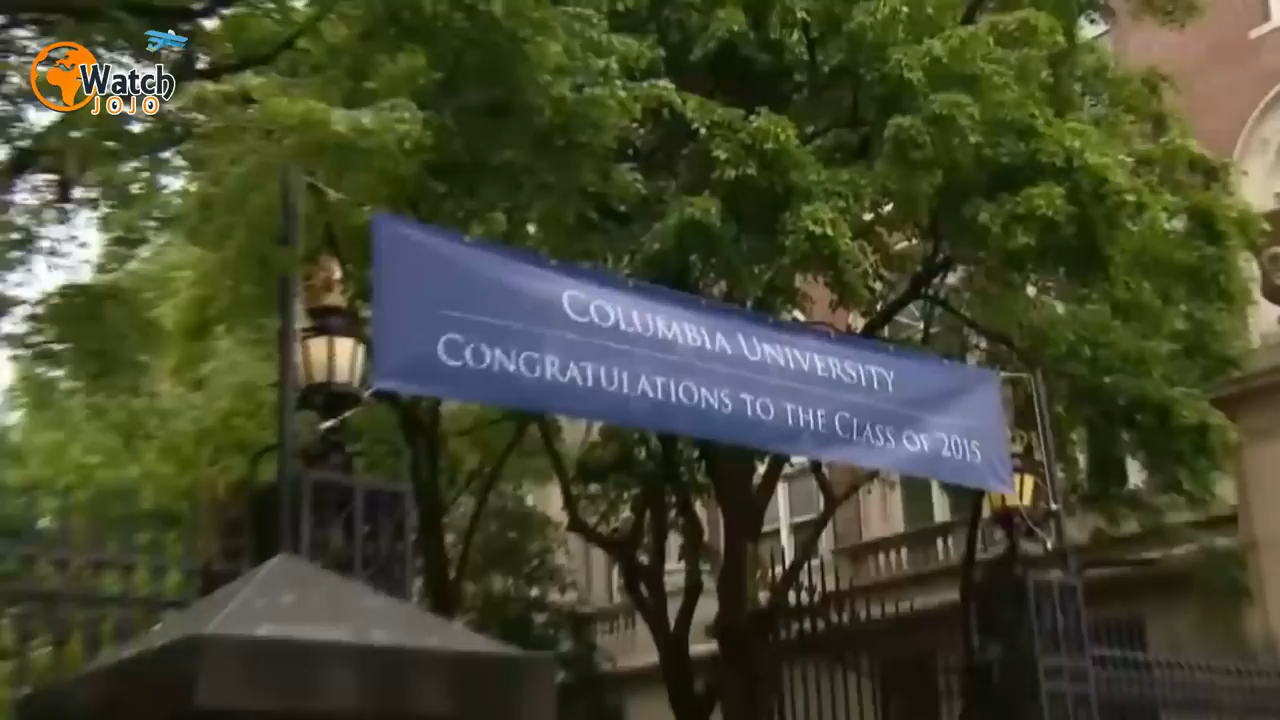 Watch
JOJO
COLUMBIA UNIVERSITY
CONGRATULATIONS TO THE CLASS OF 2015